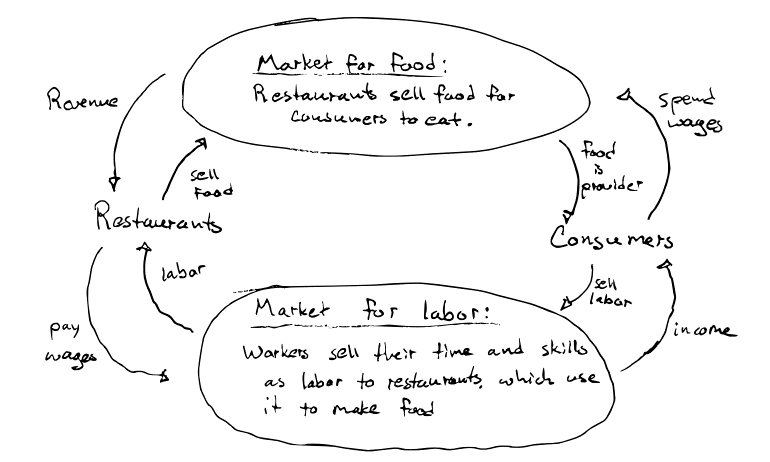 Market for food:
Restaurants sell food for
consumers to eat.
Revenue
spend
wages
sell
food
food
is
provider
Restaurants
Consumers
labor
sell
labor
Market for labor:
pay
wages
income
Workers sell their time and skills
as labor to restaurants, which use
it to make food